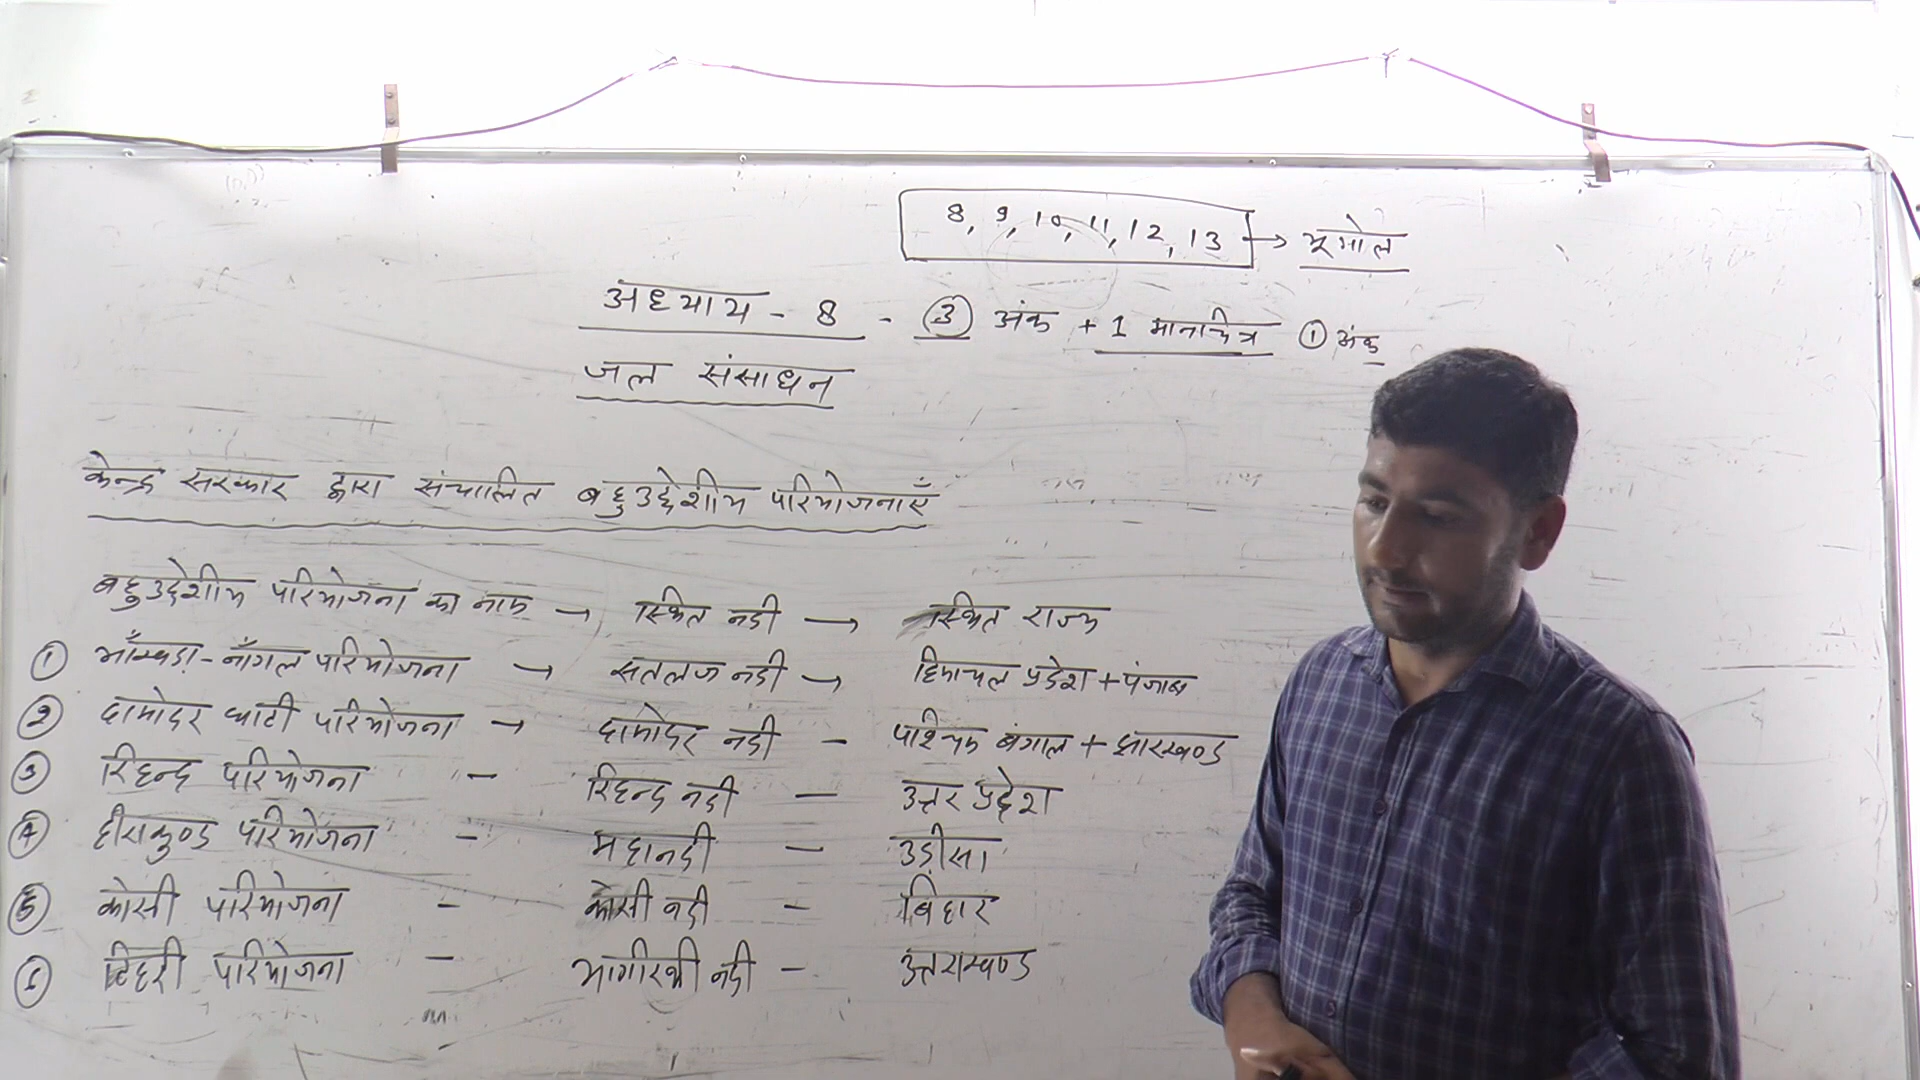 8, 9, 10, 11, 12, 13 → भूगोल
अध्याय - 8 - ③ अंक + 1 मानचित्र ① अंक
जल संसाधन
केन्द्र सरकार द्वारा संचालित बहुउद्देशीय परियोजनाएँ
बहुउद्देशीय परियोजना का नाम → स्थित नदी → स्थित राज्य
① भाँखडा - नाँगल परियोजना → सतलज नदी → हिमाचल प्रदेश + पंजाब
② दामोदर घाटी परियोजना → दामोदर नदी - पश्चिम बंगाल + झारखण्ड
③ रिहन्द परियोजना - रिहन्द नदी - उत्तर प्रदेश
④ हीराकुण्ड परियोजना - महानदी - उड़ीसा
⑤ कोसी परियोजना - कोसी नदी - बिहार
⑥ टिहरी परियोजना - भागीरथी नदी - उत्तराखण्ड